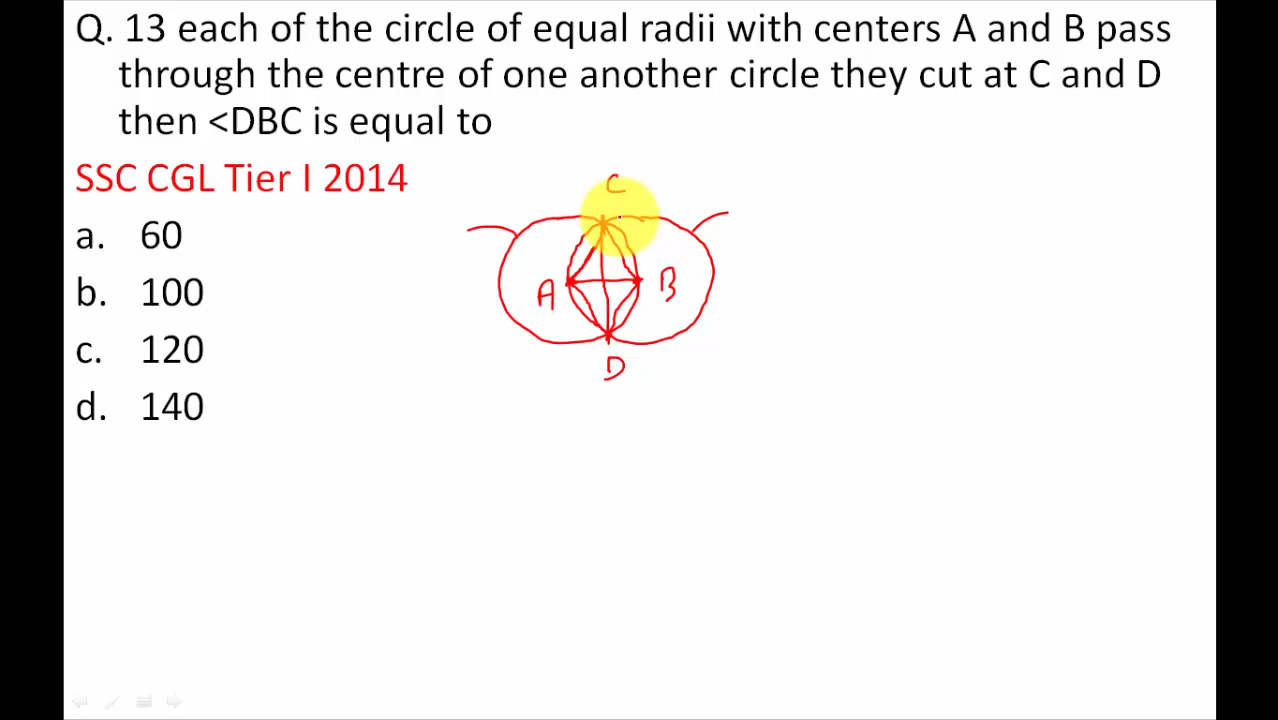 Q. 13 each of the circle of equal radii with centers A and B pass
through the centre of one another circle they cut at C and D
then <DBC is equal to
SSC CGL Tier I 2014
a. 60
b. 100
c. 120
d. 140
C
A B
D